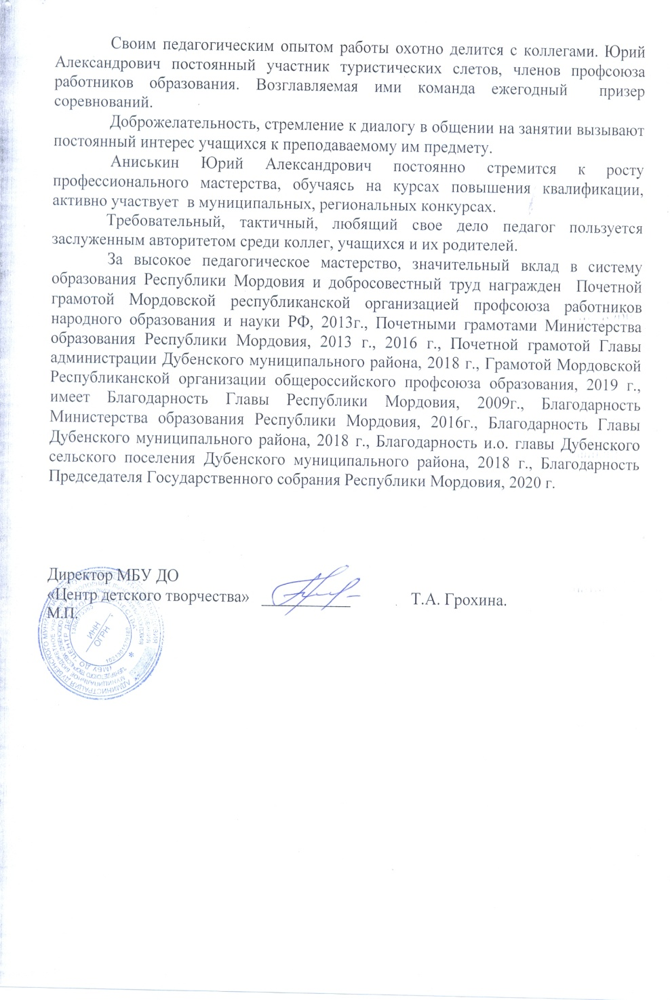 Своим педагогическим опытом работы охотно делится с коллегами. Юрий
Александрович постоянный участник туристических слетов, членов профсоюза
работников образования. Возглавляемая ими команда ежегодный призер
соревнований.
Доброжелательность, стремление к диалогу в общении на занятии вызывают
постоянный интерес учащихся к преподаваемому им предмету.
Аниськин Юрий Александрович постоянно стремится к росту
профессионального мастерства, обучаясь на курсах повышения квалификации,
активно участвует в муниципальных, региональных конкурсах.
Требовательный, тактичный, любящий свое дело педагог пользуется
заслуженным авторитетом среди коллег, учащихся и их родителей.
За высокое педагогическое мастерство, значительный вклад в систему
образования Республики Мордовия и добросовестный труд награжден Почетной
грамотой Мордовской республиканской организацией профсоюза работников
народного образования и науки РФ, 2013г., Почетными грамотами Министерства
образования Республики Мордовия, 2013 г., 2016 г., Почетной грамотой Главы
администрации Дубенского муниципального района, 2018 г., Грамотой Мордовской
Республиканской организации общероссийского профсоюза образования, 2019 г.,
имеет Благодарность Главы Республики Мордовия, 2009г., Благодарность
Министерства образования Республики Мордовия, 2016г., Благодарность Главы
Дубенского муниципального района, 2018 г., Благодарность и.о. главы Дубенского
сельского поселения Дубенского муниципального района, 2018 г., Благодарность
Председателя Государственного собрания Республики Мордовия, 2020 г.
Директор МБУ ДО
«Центр детского творчества» Т.А. Грохина.
М.П.
ИНН
ОГРН